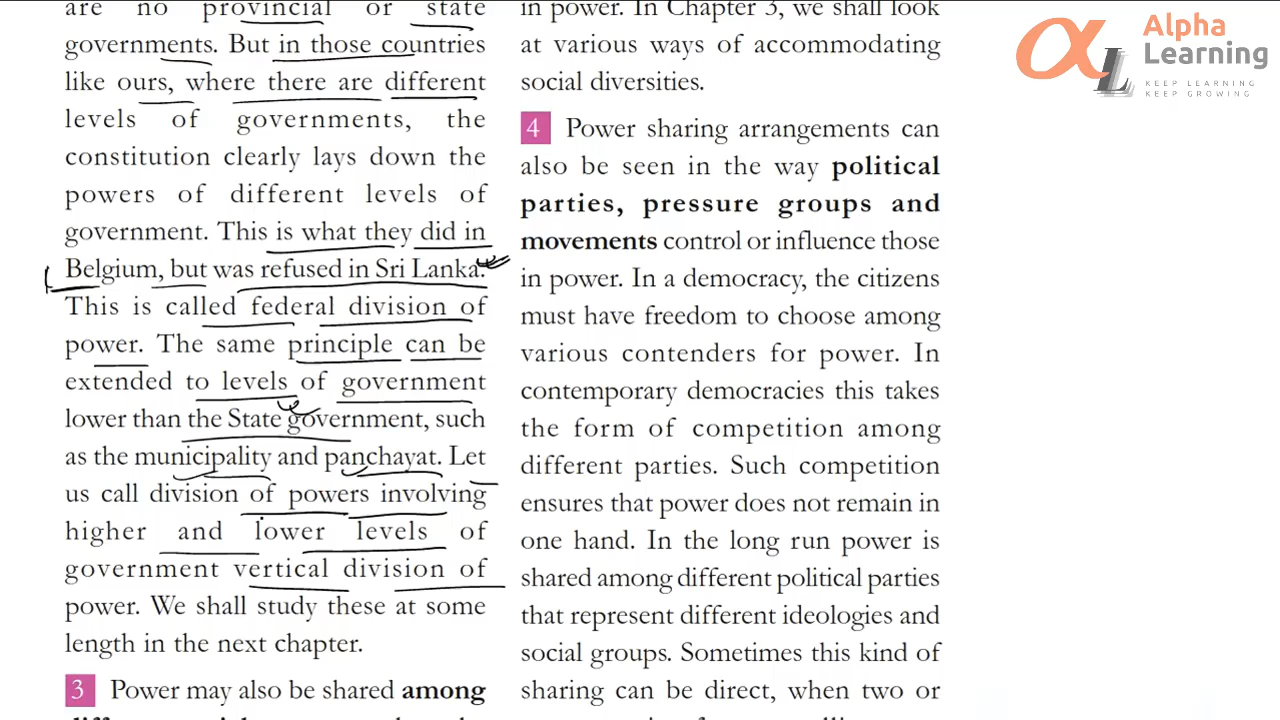 are no provincial or state
governments. But in those countries
like ours, where there are different
levels of governments, the
constitution clearly lays down the
powers of different levels of
government. This is what they did in
Belgium, but was refused in Sri Lanka.
This is called federal division of
power. The same principle can be
extended to levels of government
lower than the State government, such
as the municipality and panchayat. Let
us call division of powers involving
higher and lower levels of
government vertical division of
power. We shall study these at some
length in the next chapter.
3 Power may also be shared among
in power. In Chapter 3, we shall look
at various ways of accommodating
social diversities.
4 Power sharing arrangements can
also be seen in the way political
parties, pressure groups and
movements control or influence those
in power. In a democracy, the citizens
must have freedom to choose among
various contenders for power. In
contemporary democracies this takes
the form of competition among
different parties. Such competition
ensures that power does not remain in
one hand. In the long run power is
shared among different political parties
that represent different ideologies and
social groups. Sometimes this kind of
sharing can be direct, when two or
Alpha
Learning
KEEP LEARNING
KEEP GROWING